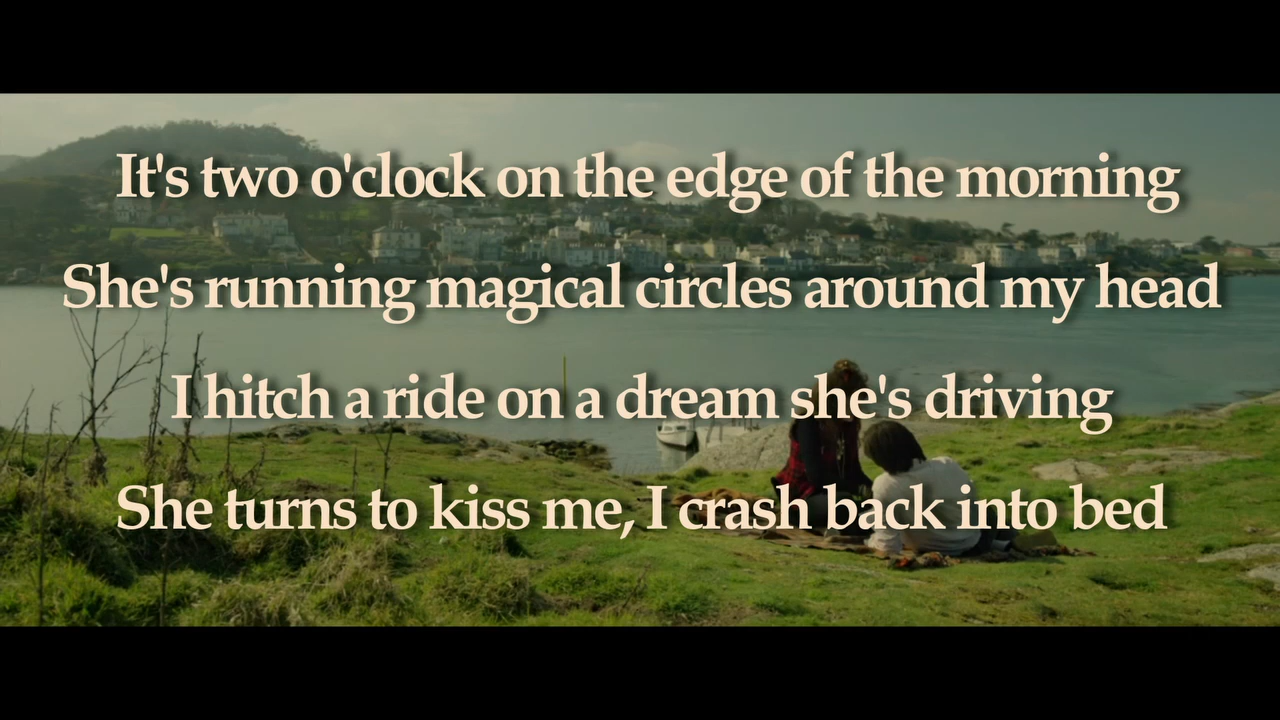 It's two o'clock on the edge of the morning
She's running magical circles around my head
I hitch a ride on a dream she's driving
She turns to kiss me, I crash back into bed